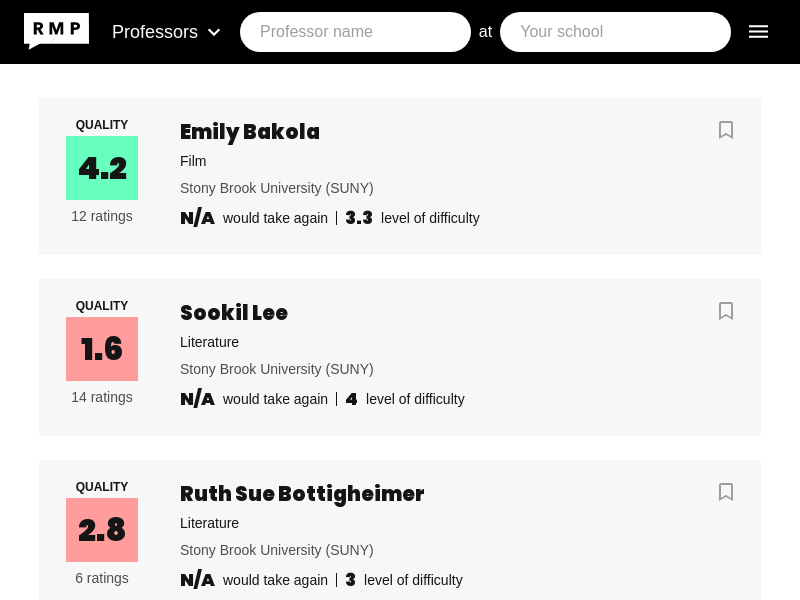 RMP Professors Professor name at Your school
QUALITY
4.2
12 ratings
Emily Bakola
Film
Stony Brook University (SUNY)
N/A would take again | 3.3 level of difficulty
QUALITY
1.6
14 ratings
Sookil Lee
Literature
Stony Brook University (SUNY)
N/A would take again | 4 level of difficulty
QUALITY
2.8
6 ratings
Ruth Sue Bottigheimer
Literature
Stony Brook University (SUNY)
N/A would take again | 3 level of difficulty